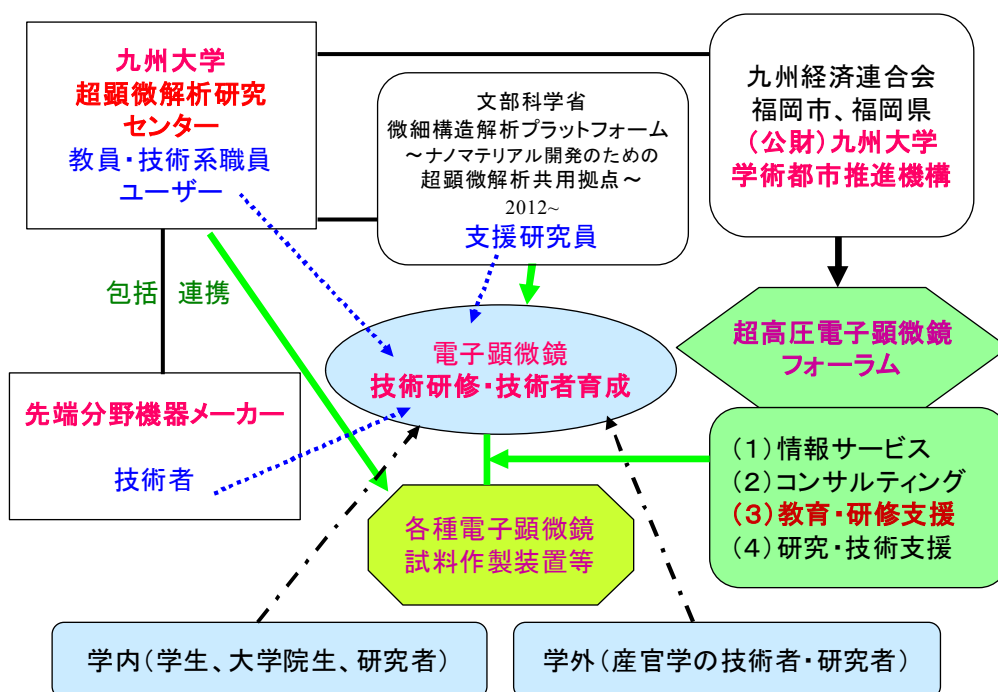 九州大学
超顕微解析研究
センター
教員・技術系職員
ユーザー
文部科学省
微細構造解析プラットフォーム
~ナノマテリアル開発のための
超顕微解析共用拠点~
2012~
支援研究員
九州経済連合会
福岡市、福岡県
(公財)九州大学
学術都市推進機構
包括 連携
電子顕微鏡
技術研修・技術者育成
超高圧電子顕微鏡
フォーラム
先端分野機器メーカー
技術者
(1)情報サービス
(2)コンサルティング
(3)教育・研修支援
(4)研究・技術支援
各種電子顕微鏡
試料作製装置等
学内(学生、大学院生、研究者)
学外(産官学の技術者・研究者)